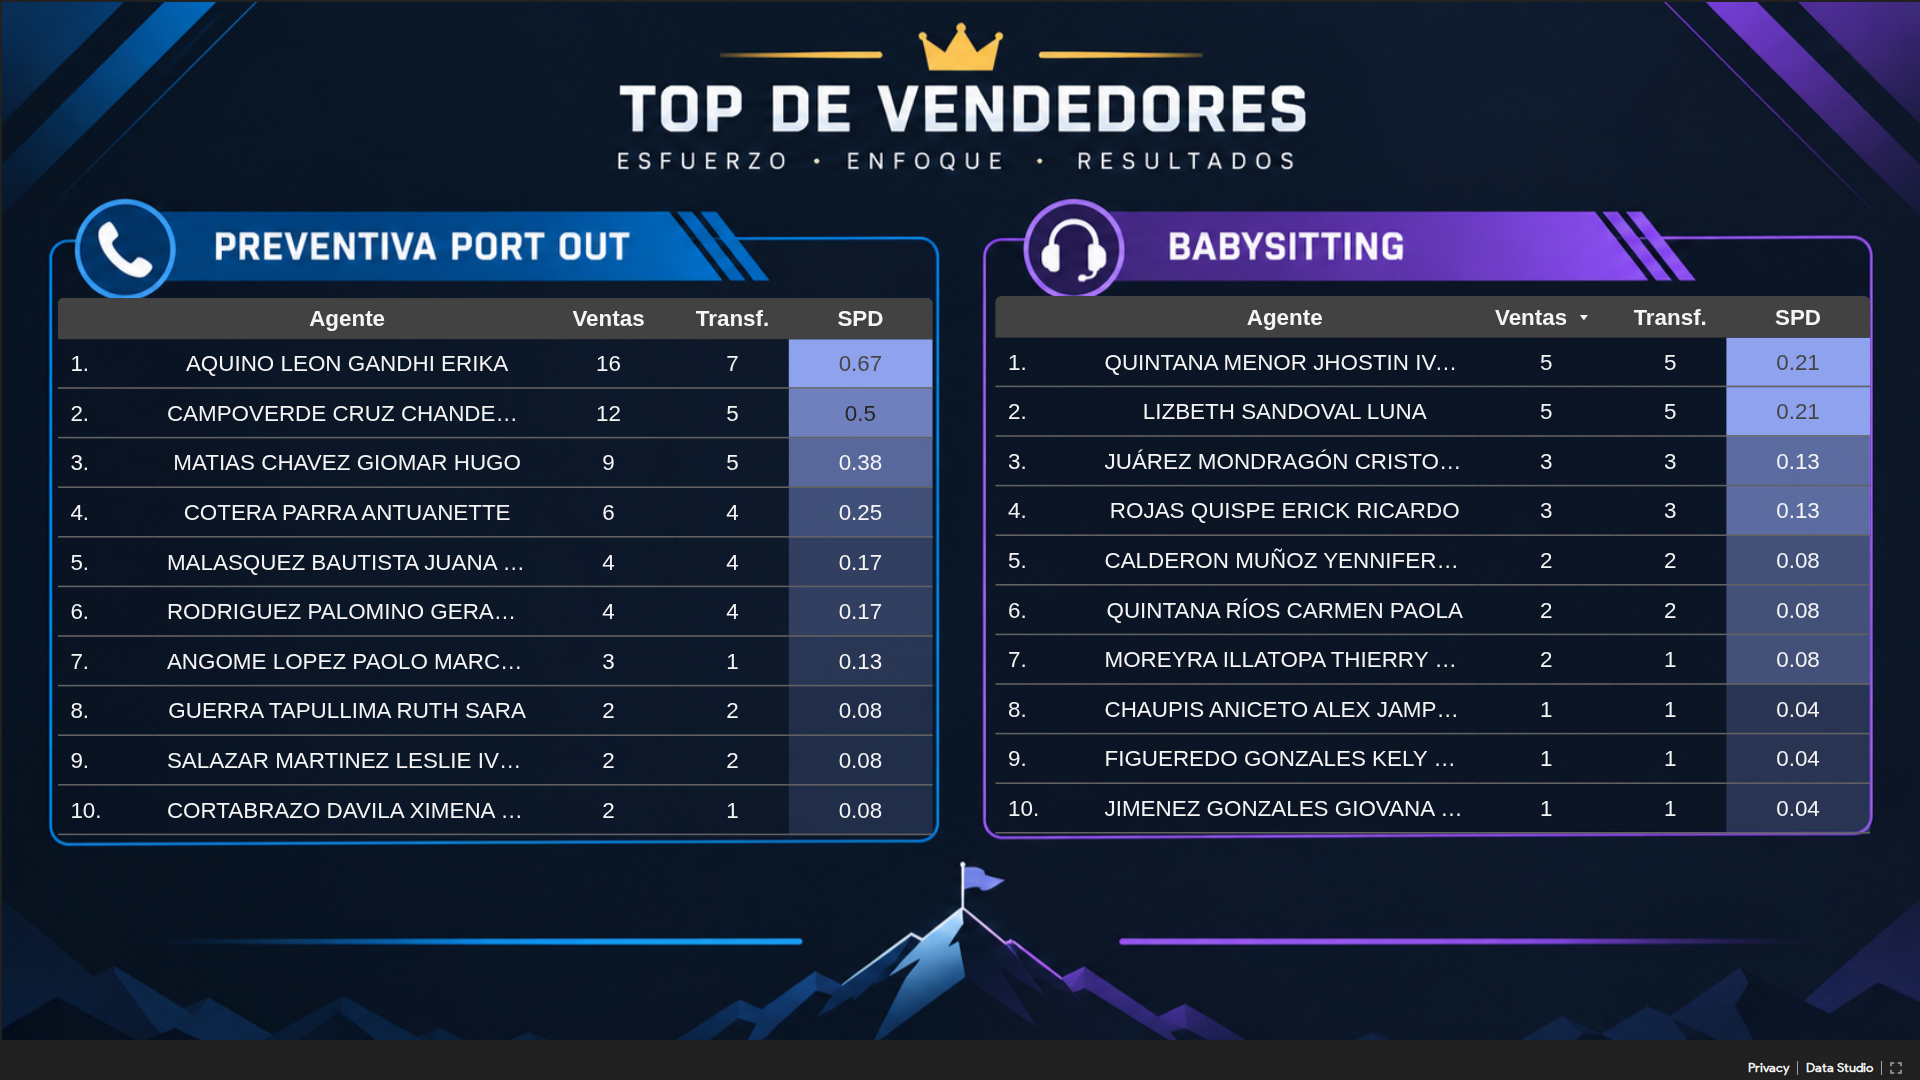 TOP DE VENDEDORES
ESFUERZO • ENFOQUE • RESULTADOS
PREVENTIVA PORT OUT
Agente Ventas Transf. SPD
1. AQUINO LEON GANDHI ERIKA 16 7 0.67
2. CAMPOVERDE CRUZ CHANDE... 12 5 0.5
3. MATIAS CHAVEZ GIOMAR HUGO 9 5 0.38
4. COTERA PARRA ANTUANETTE 6 4 0.25
5. MALASQUEZ BAUTISTA JUANA ... 4 4 0.17
6. RODRIGUEZ PALOMINO GERA... 4 4 0.17
7. ANGOME LOPEZ PAOLO MARC... 3 1 0.13
8. GUERRA TAPULLIMA RUTH SARA 2 2 0.08
9. SALAZAR MARTINEZ LESLIE IV... 2 2 0.08
10. CORTABRAZO DAVILA XIMENA ... 2 1 0.08
BABYSITTING
Agente Ventas Transf. SPD
1. QUINTANA MENOR JHOSTIN IV... 5 5 0.21
2. LIZBETH SANDOVAL LUNA 5 5 0.21
3. JUÁREZ MONDRAGÓN CRISTO... 3 3 0.13
4. ROJAS QUISPE ERICK RICARDO 3 3 0.13
5. CALDERON MUÑOZ YENNIFER... 2 2 0.08
6. QUINTANA RÍOS CARMEN PAOLA 2 2 0.08
7. MOREYRA ILLATOPA THIERRY ... 2 1 0.08
8. CHAUPIS ANICETO ALEX JAMP... 1 1 0.04
9. FIGUEREDO GONZALES KELY ... 1 1 0.04
10. JIMENEZ GONZALES GIOVANA ... 1 1 0.04
Privacy | Data Studio